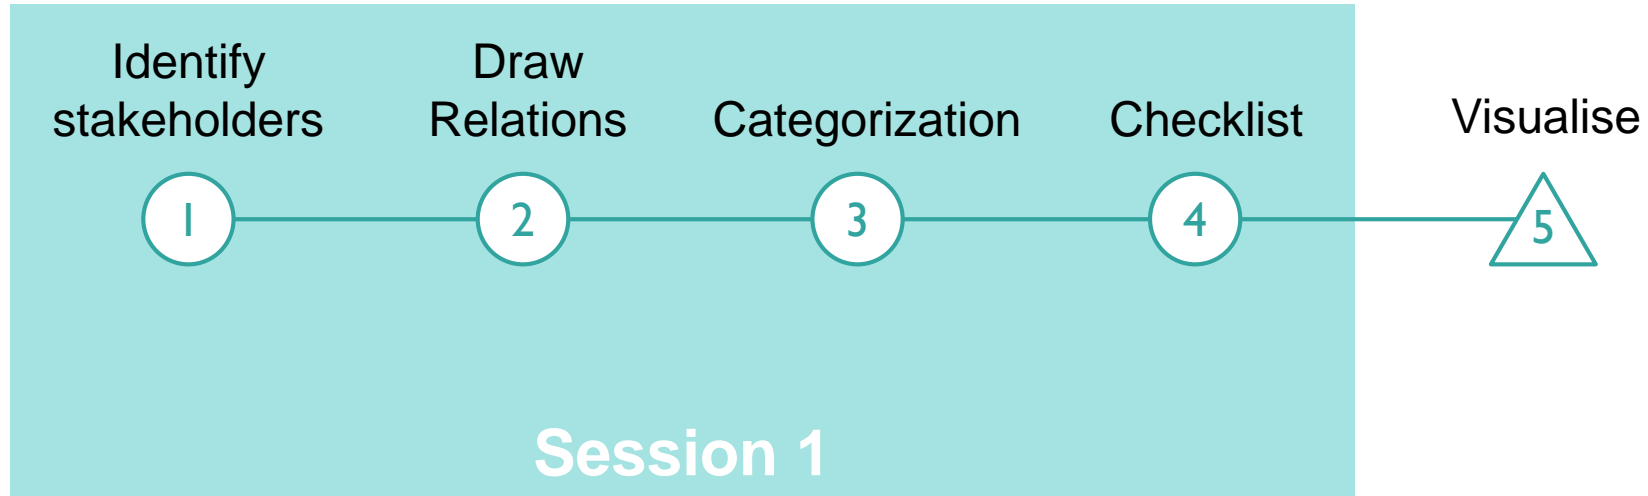 Identify
stakeholders
Draw
Relations
Categorization
Checklist
Visualise
1
2
3
4
5
Session 1